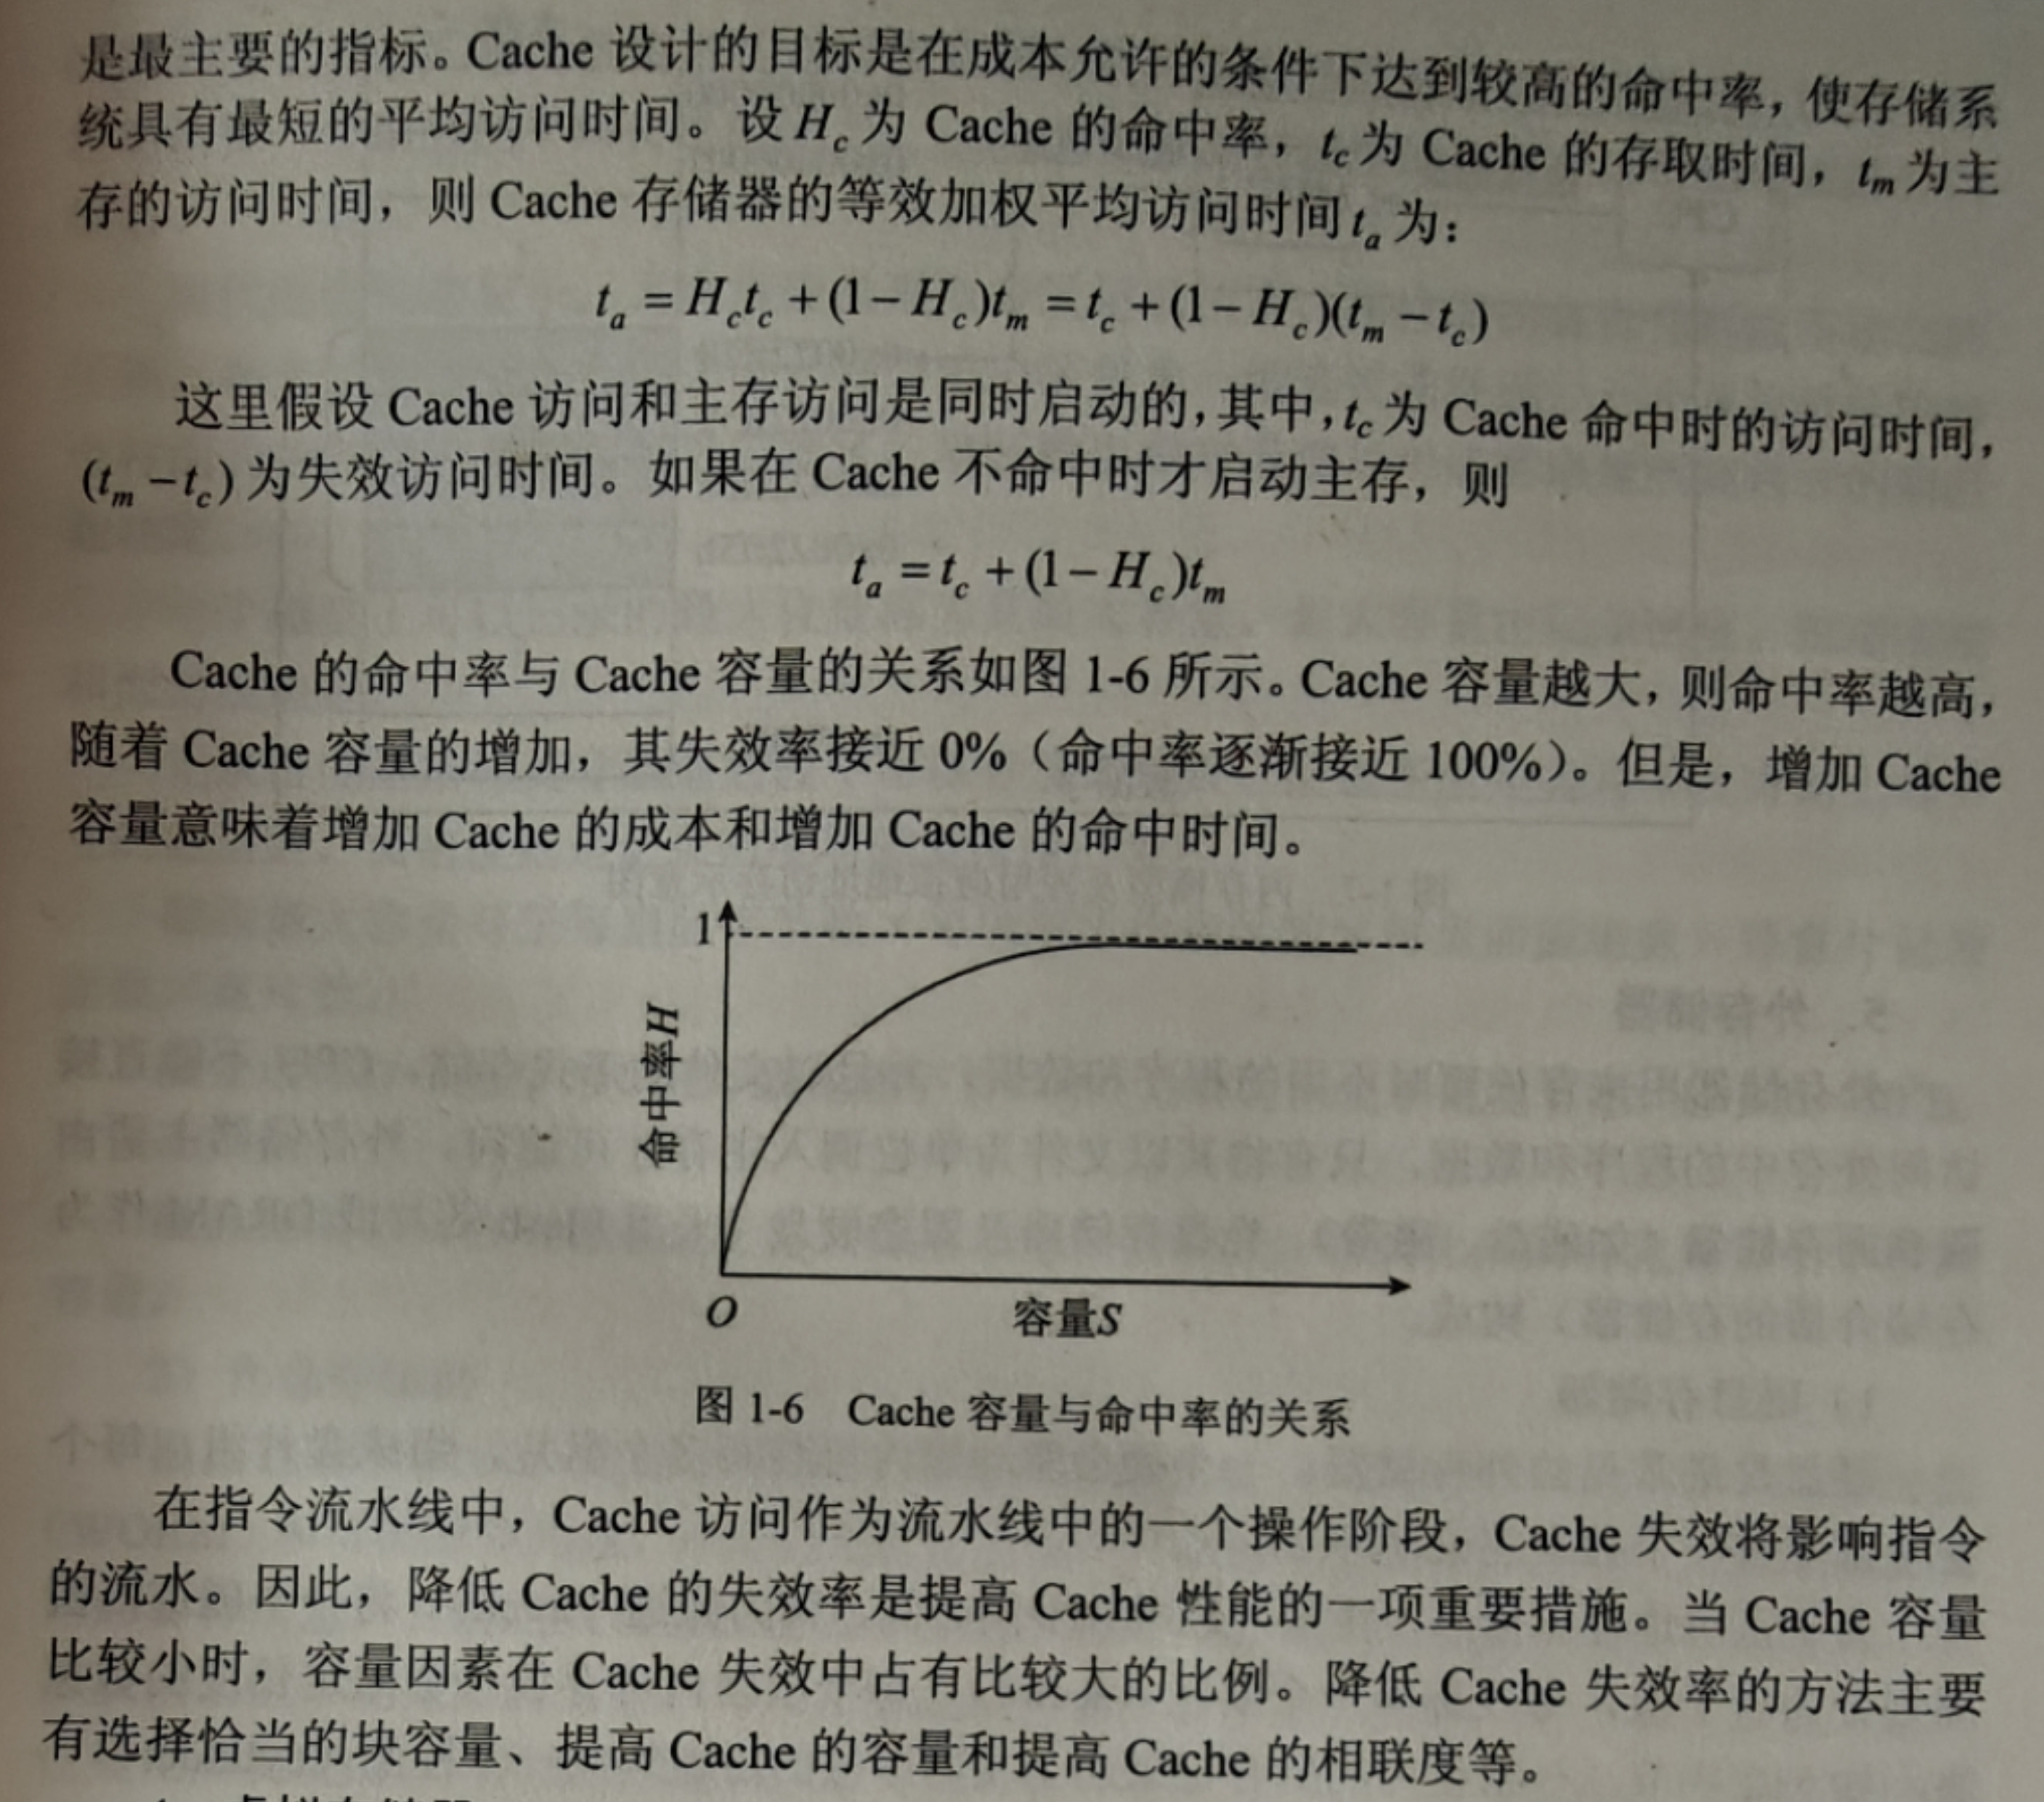 是最主要的指标。Cache 设计的目标是在成本允许的条件下达到较高的命中率，使存储系
统具有最短的平均访问时间。设 H_c 为 Cache 的命中率，t_c 为 Cache 的存取时间，t_m 为主
存的访问时间，则 Cache 存储器的等效加权平均访问时间 t_a 为：
t_a = H_c t_c + (1 − H_c)t_m = t_c + (1 − H_c)(t_m − t_c)
这里假设 Cache 访问和主存访问是同时启动的，其中，t_c 为 Cache 命中时的访问时间，
(t_m − t_c) 为失效访问时间。如果在 Cache 不命中时才启动主存，则
t_a = t_c + (1 − H_c)t_m
Cache 的命中率与 Cache 容量的关系如图 1-6 所示。Cache 容量越大，则命中率越高，
随着 Cache 容量的增加，其失效率接近 0%（命中率逐渐接近 100%）。但是，增加 Cache
容量意味着增加 Cache 的成本和增加 Cache 的命中时间。
1
命中率H
O
容量S
图 1-6 Cache 容量与命中率的关系
在指令流水线中，Cache 访问作为流水线中的一个操作阶段，Cache 失效将影响指令
的流水。因此，降低 Cache 的失效率是提高 Cache 性能的一项重要措施。当 Cache 容量
比较小时，容量因素在 Cache 失效中占有比较大的比例。降低 Cache 失效率的方法主要
有选择恰当的块容量、提高 Cache 的容量和提高 Cache 的相联度等。